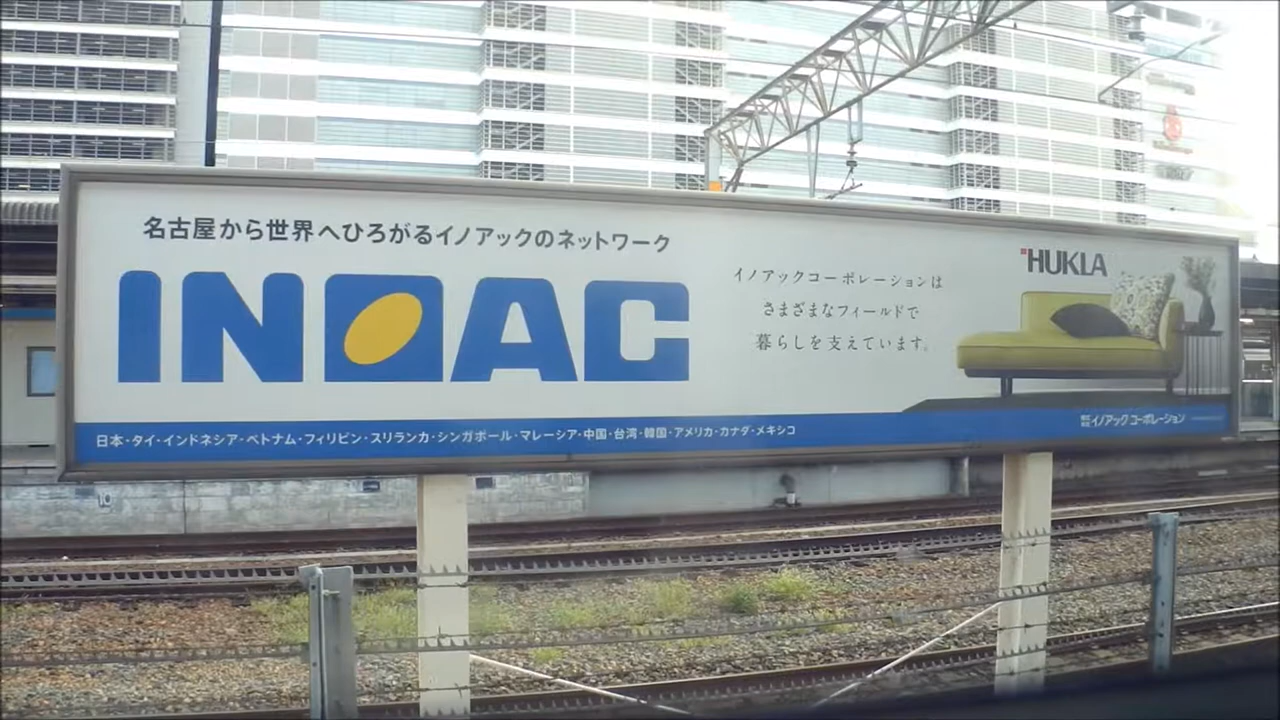 名古屋から世界へひろがるイノアックのネットワーク
INOAC
イノアックコーポレーションは
さまざまなフィールドで
暮らしを支えています。
HUKLA
日本・タイ・インドネシア・ベトナム・フィリピン・スリランカ・シンガポール・マレーシア・中国・台湾・韓国・アメリカ・カナダ・メキシコ
株式会社イノアック コーポレーション
10